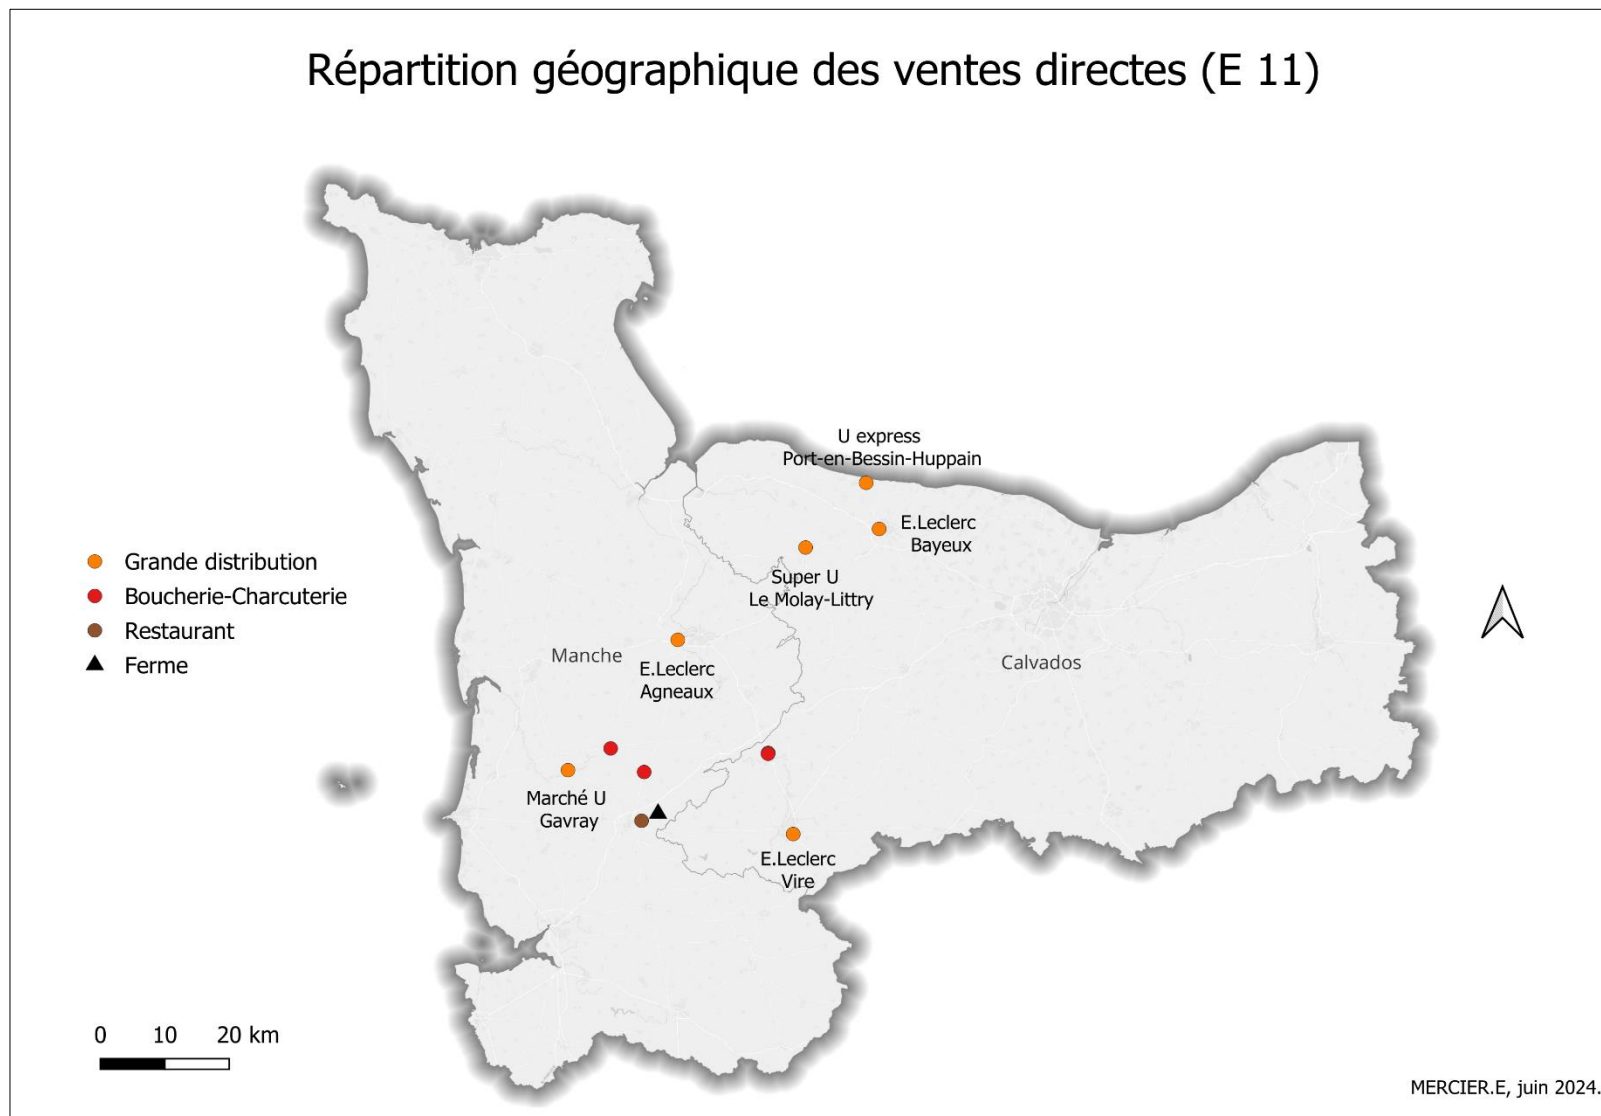 Répartition géographique des ventes directes (E 11)
U express
Port-en-Bessin-Huppain
E.Leclerc
Bayeux
Super U
Le Molay-Littry
Grande distribution
Boucherie-Charcuterie
Restaurant
Ferme
Manche
E.Leclerc
Agneaux
Calvados
Marché U
Gavray
E.Leclerc
Vire
0 10 20 km
MERCIER.E, juin 2024.